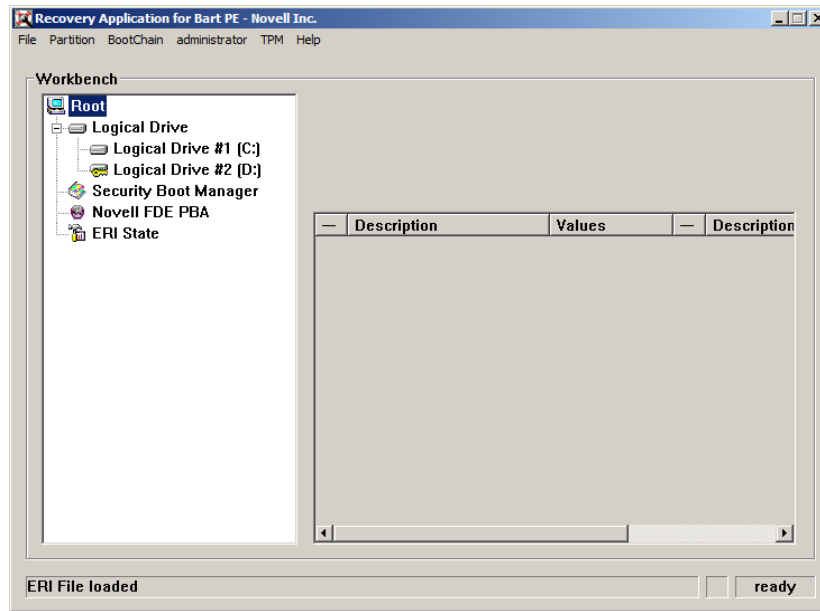 Recovery Application for Bart PE - Novell Inc.
File Partition BootChain administrator TPM Help
Workbench
Root
Logical Drive
Logical Drive #1 (C:)
Logical Drive #2 (D:)
Security Boot Manager
Novell FDE PBA
ERI State
— Description Values — Description
ERI File loaded
ready